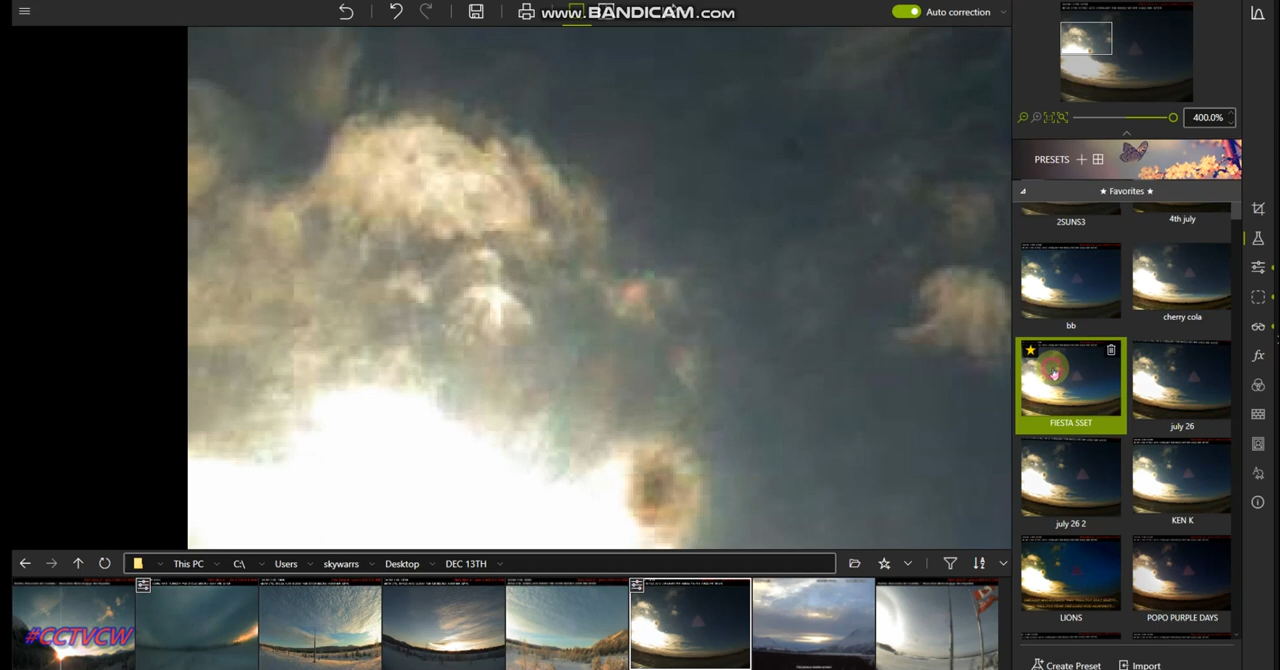 www.BANDICAM.com
Auto correction
400.0%
PRESETS
★ Favorites ★
2SUNS3
4th july
bb
cherry cola
FIESTA SSET
july 26
july 26 2
KEN K
LIONS
POPO PURPLE DAYS
This PC
C:\
Users
skywarrs
Desktop
DEC 13TH
#CCTVCW
Create Preset
Import